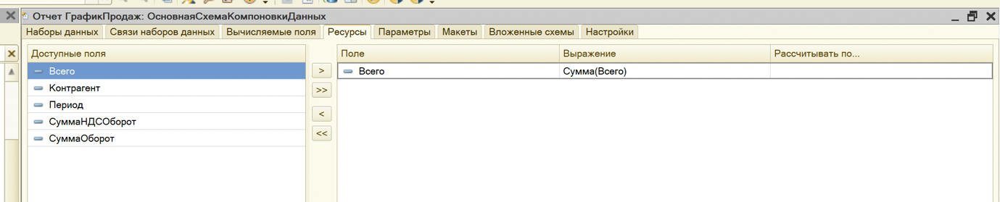 Отчет ГрафикПродаж: ОсновнаяСхемаКомпоновкиДанных
Наборы данных Связи наборов данных Вычисляемые поля Ресурсы Параметры Макеты Вложенные схемы Настройки
Доступные поля
Всего
Контрагент
Период
СуммаНДСОборот
СуммаОборот
>
>>
<
<<
Поле Выражение Рассчитывать по...
Всего Сумма(Всего)